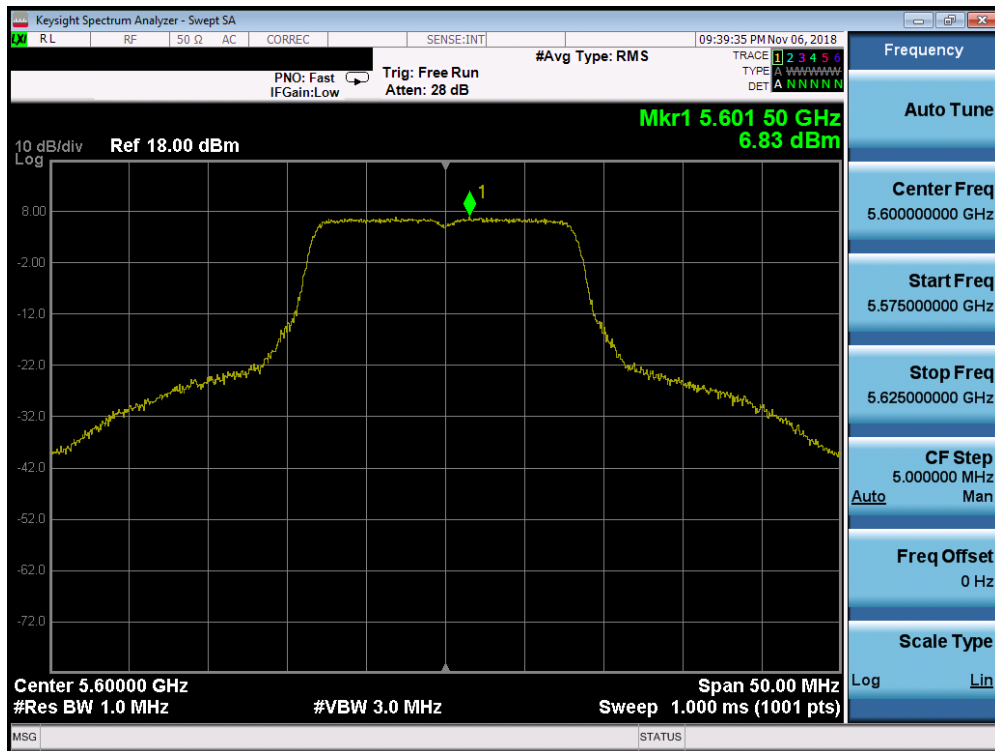 Keysight Spectrum Analyzer - Swept SA
LXI RL RF 50 Ω AC CORREC SENSE:INT 09:39:35 PM Nov 06, 2018
PNO: Fast
IFGain:Low
Trig: Free Run
Atten: 28 dB
#Avg Type: RMS
TRACE 1 2 3 4 5 6
TYPE A WWWWW
DET A N N N N N
Mkr1 5.601 50 GHz
6.83 dBm
10 dB/div Ref 18.00 dBm
Log
1
8.00
-2.00
-12.0
-22.0
-32.0
-42.0
-52.0
-62.0
-72.0
Center 5.60000 GHz Span 50.00 MHz
#Res BW 1.0 MHz #VBW 3.0 MHz Sweep 1.000 ms (1001 pts)
MSG STATUS
Frequency
Auto Tune
Center Freq
5.600000000 GHz
Start Freq
5.575000000 GHz
Stop Freq
5.625000000 GHz
CF Step
5.000000 MHz
Auto Man
Freq Offset
0 Hz
Scale Type
Log Lin